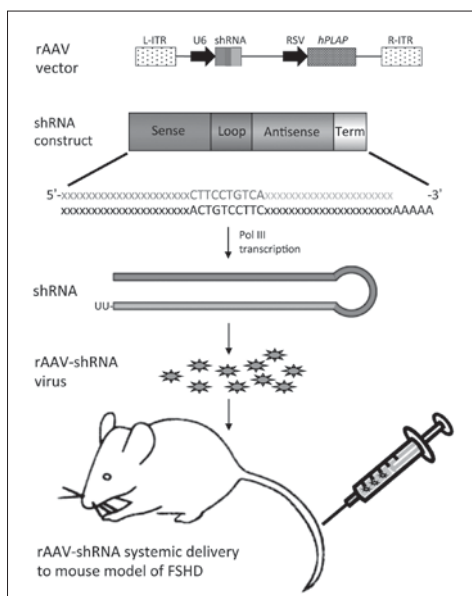 L-ITR U6 shRNA RSV hPLAP R-ITR
rAAV
vector
shRNA
construct
Sense Loop Antisense Term
5'-xxxxxxxxxxxxxxxxxxxxxCTTCCTGTCAxxxxxxxxxxxxxxxxxxxxx -3'
xxxxxxxxxxxxxxxxxxxxxACTGTCCTTCxxxxxxxxxxxxxxxxxxxxxAAAAA
Pol III
transcription
shRNA
UU-
rAAV-shRNA
virus
rAAV-shRNA systemic delivery
to mouse model of FSHD